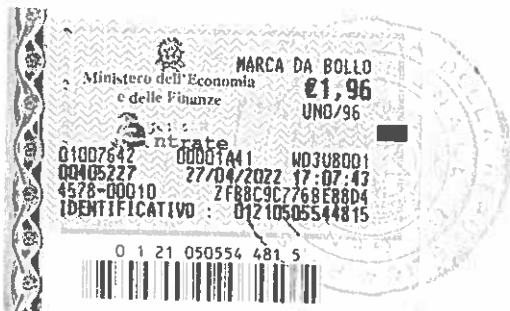 MARCA DA BOLLO
Ministero dell'Economia
e delle Finanze
€1,96
UNO/96
ntrate
01007642 00001A41 WD3U8001
00405227 27/04/2022 17:07:43
4578-00010 2FB8C9C7768E88D4
IDENTIFICATIVO : 01210505544815
0 1 21 050554 481 5